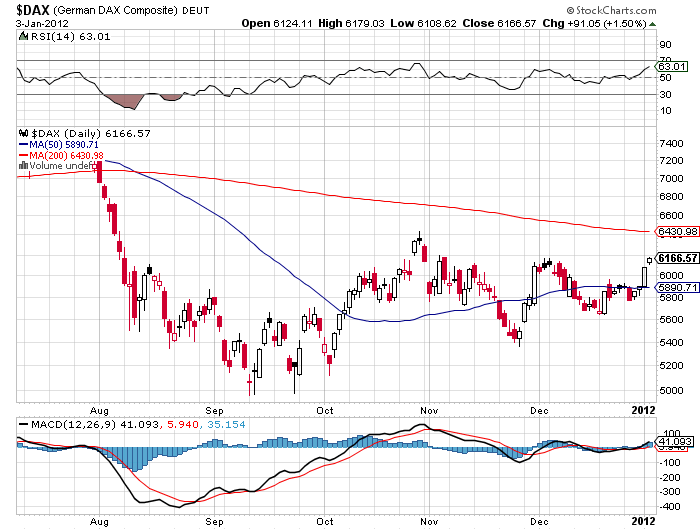 $DAX (German DAX Composite) DEUT © StockCharts.com
3-Jan-2012 Open 6124.11 High 6179.03 Low 6108.62 Close 6166.57 Chg +91.05 (+1.50%)
RSI(14) 63.01
90
70
63.01
50
30
10
$DAX (Daily) 6166.57
MA(50) 5890.71
MA(200) 6430.98
Volume undef
7400
7200
7000
6800
6600
6430.98
6166.57
6000
5890.71
5800
5600
5400
5200
5000
Aug Sep Oct Nov Dec 2012
MACD(12,26,9) 41.093, 5.940, 35.154
100
41.093
-100
-200
-300
-400
Aug Sep Oct Nov Dec 2012